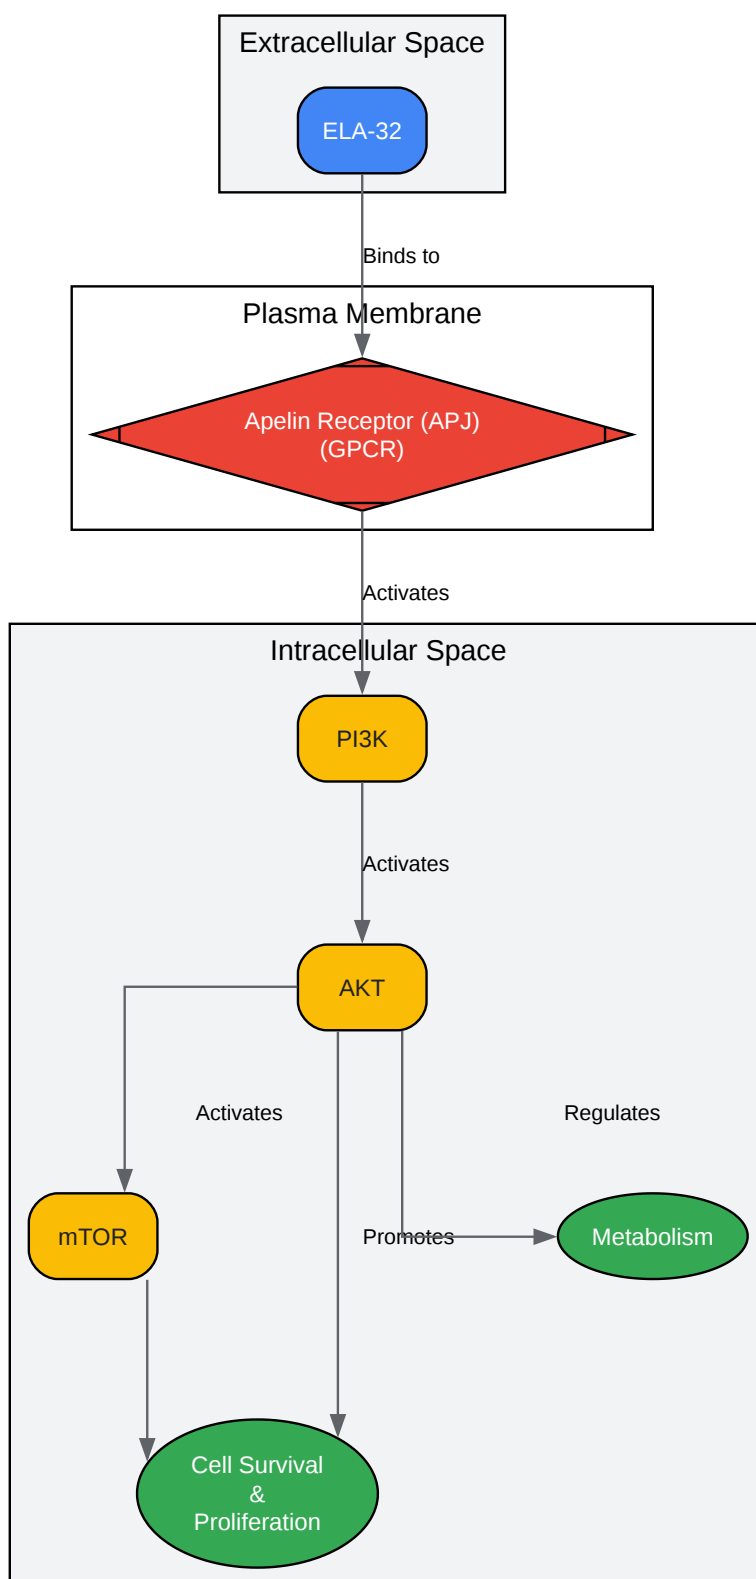 Extracellular Space
ELA-32
Binds to
Plasma Membrane
Apelin Receptor (APJ)
(GPCR)
Activates
Intracellular Space
PI3K
Activates
AKT
Activates
Regulates
mTOR
Promotes
Metabolism
Cell Survival
&
Proliferation